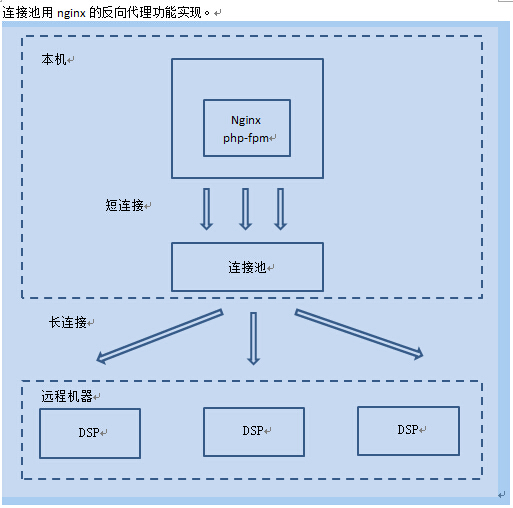 连接池用 nginx 的反向代理功能实现。
本机
Nginx
php-fpm
短连接
连接池
长连接
远程机器
DSP
DSP
DSP